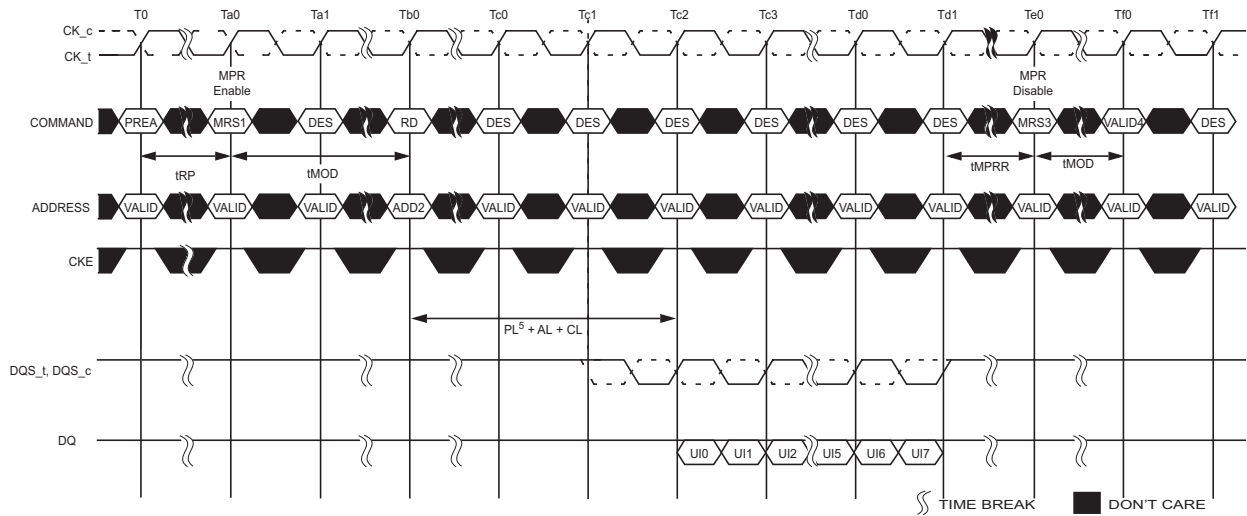 T0 Ta0 Ta1 Tb0 Tc0 Tc1 Tc2 Tc3 Td0 Td1 Te0 Tf0 Tf1
CK_c
CK_t
MPR Enable
MPR Disable
COMMAND PREA MRS1 DES RD DES DES DES DES DES DES MRS3 VALID4 DES
tRP tMOD tMPRR tMOD
ADDRESS VALID VALID VALID ADD2 VALID VALID VALID VALID VALID VALID VALID VALID VALID
CKE
PL5 + AL + CL
DQS_t, DQS_c
DQ UI0 UI1 UI2 UI5 UI6 UI7
TIME BREAK DON'T CARE